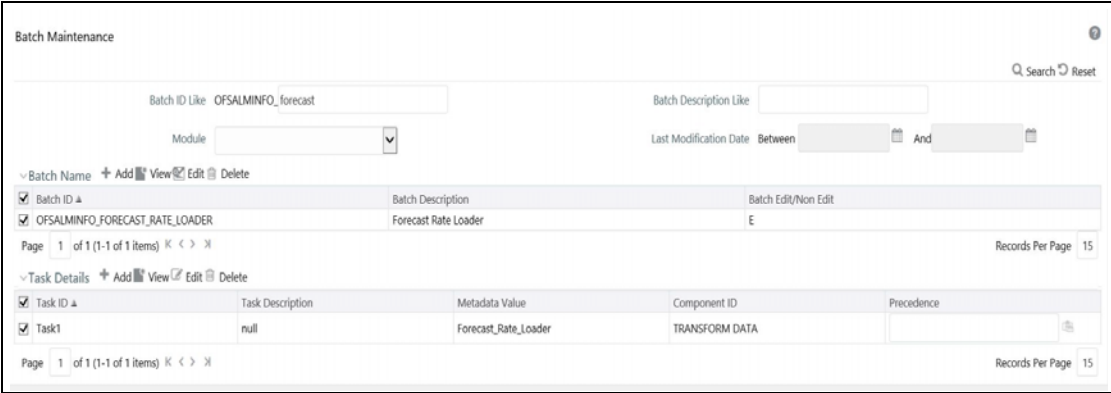 Batch Maintenance
Search Reset
Batch ID Like OFSALMINFO_ forecast Batch Description Like
Module Last Modification Date Between And
Batch Name Add View Edit Delete
Batch ID Batch Description Batch Edit/Non Edit
OFSALMINFO_FORECAST_RATE_LOADER Forecast Rate Loader E
Page 1 of 1 (1-1 of 1 items) Records Per Page 15
Task Details Add View Edit Delete
Task ID Task Description Metadata Value Component ID Precedence
Task1 null Forecast_Rate_Loader TRANSFORM DATA
Page 1 of 1 (1-1 of 1 items) Records Per Page 15